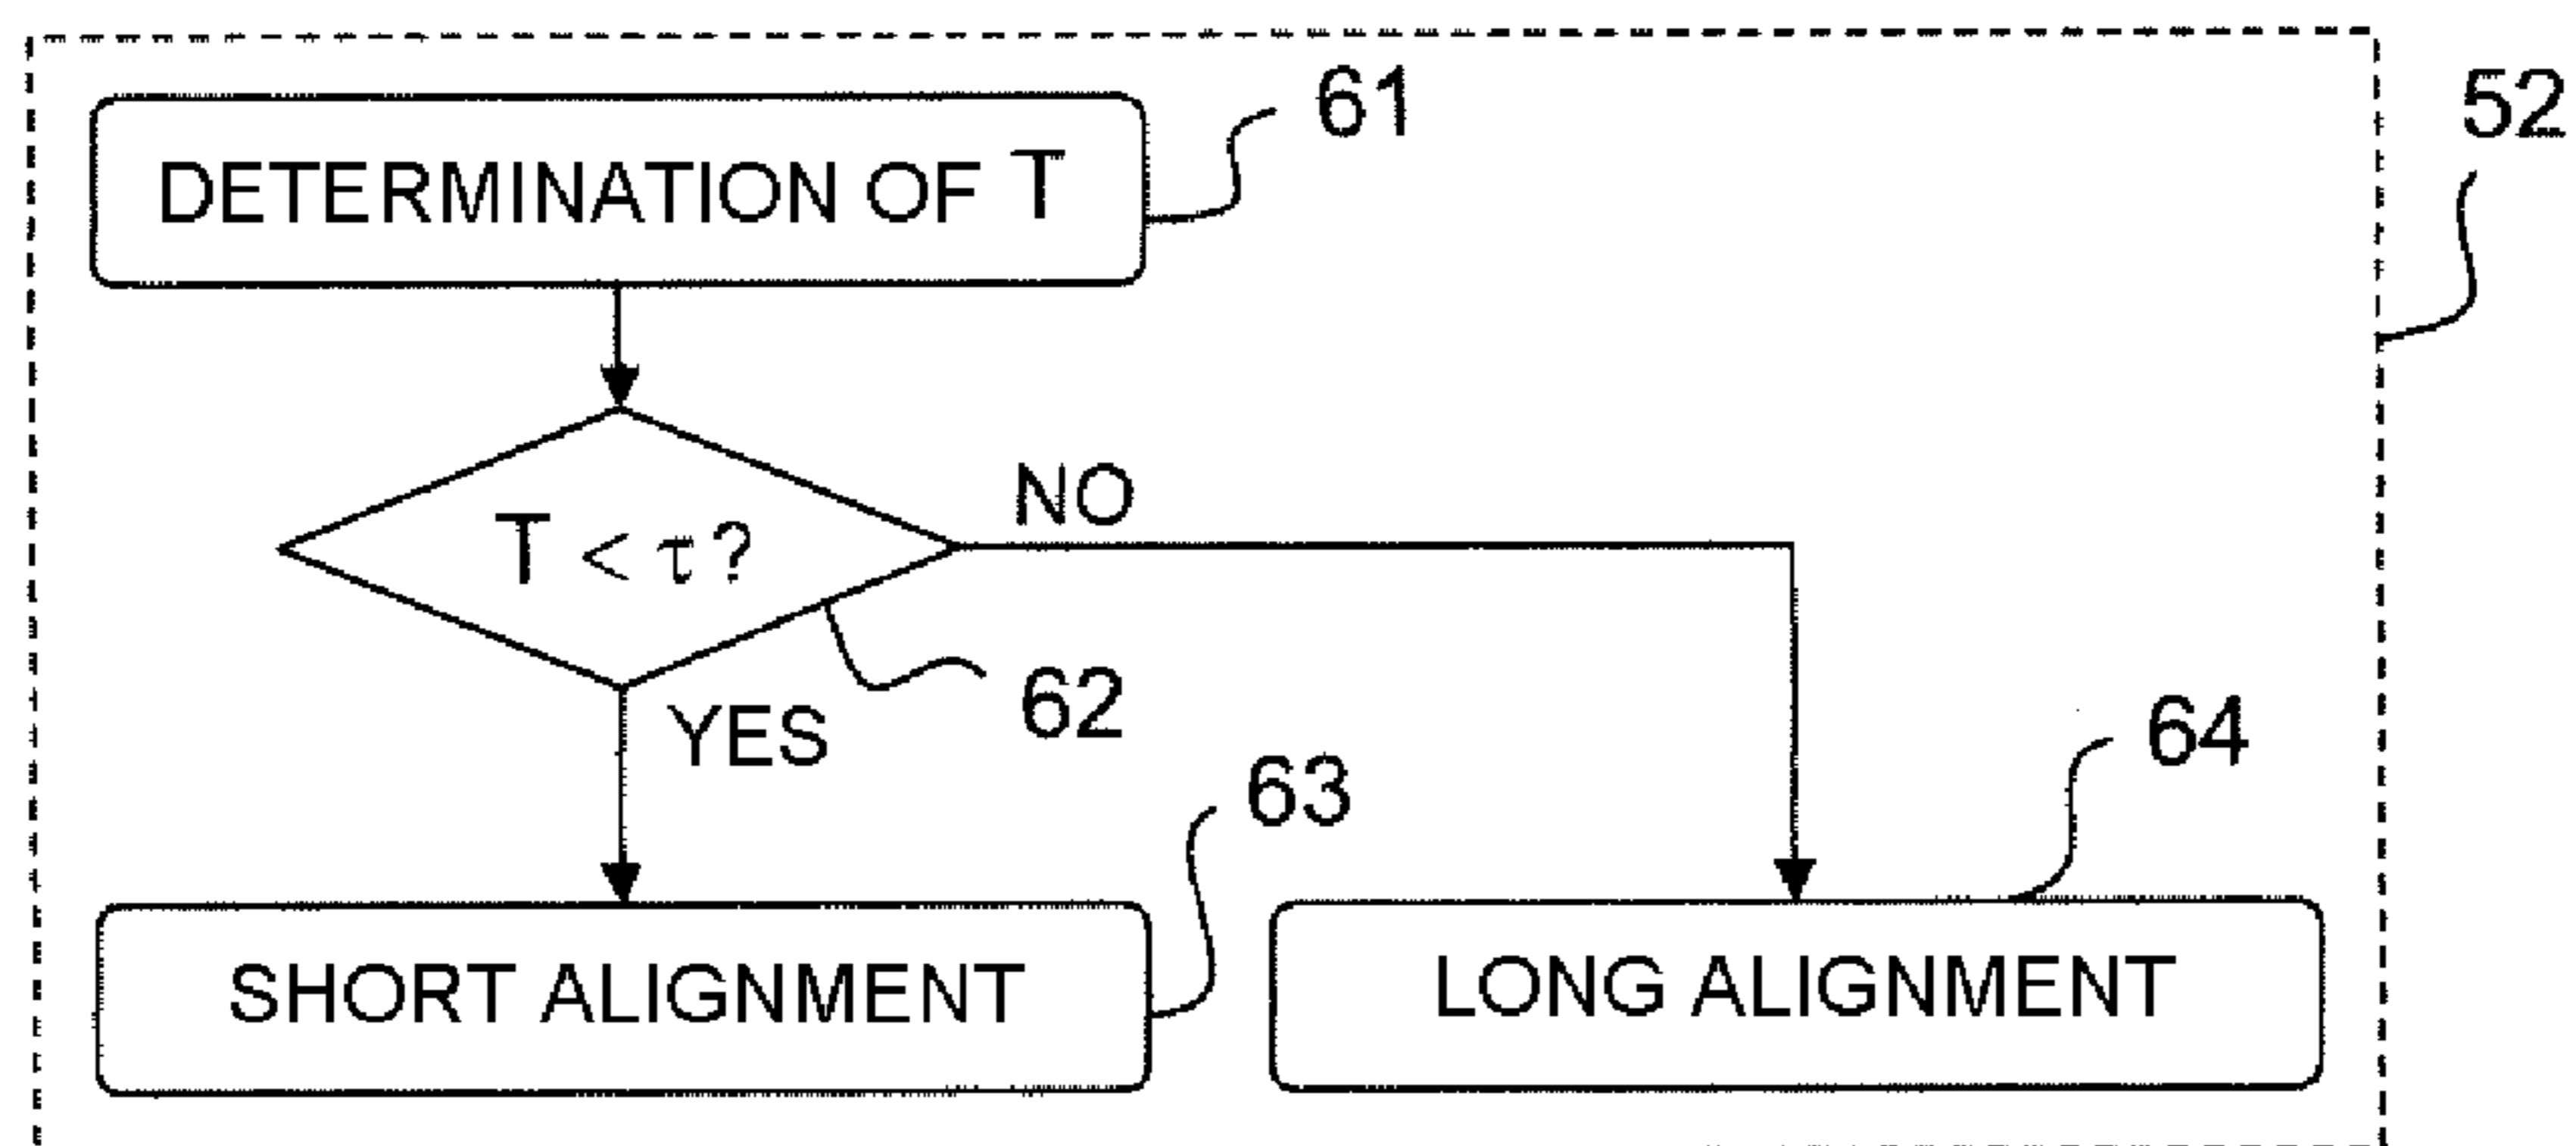 61
52
DETERMINATION OF T
NO
T < τ?
62
YES
64
63
SHORT ALIGNMENT
LONG ALIGNMENT